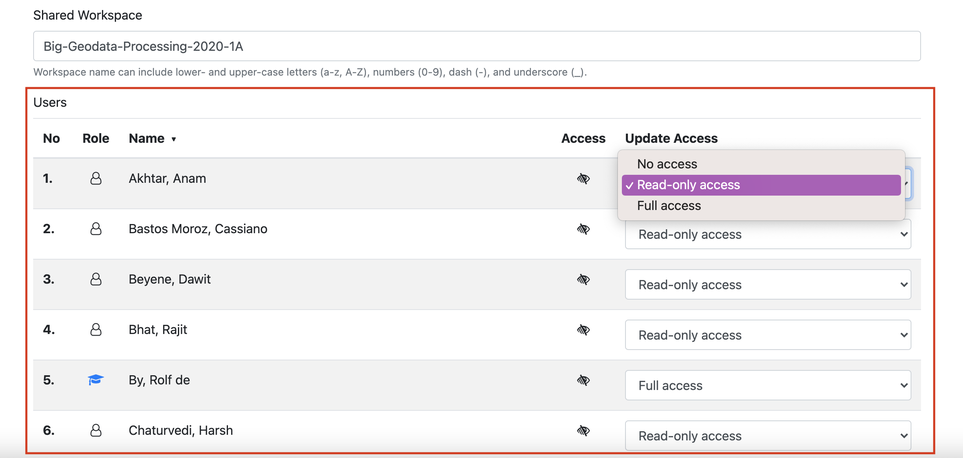 Shared Workspace
Big-Geodata-Processing-2020-1A
Workspace name can include lower- and upper-case letters (a-z, A-Z), numbers (0-9), dash (-), and underscore (_).
Users
No Role Name ▾ Access Update Access
No access
1. Akhtar, Anam ✓ Read-only access
Full access
2. Bastos Moroz, Cassiano Read-only access
3. Beyene, Dawit Read-only access
4. Bhat, Rajit Read-only access
5. By, Rolf de Full access
6. Chaturvedi, Harsh Read-only access